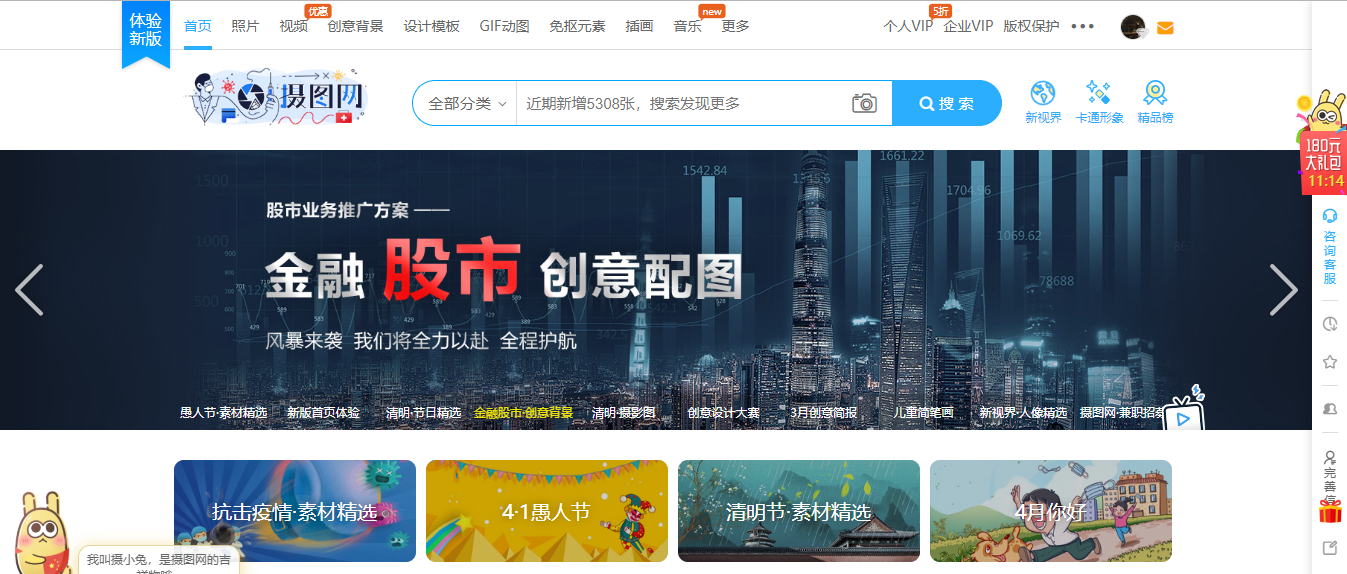 体验
新版
首页
照片
视频
优惠
创意背景
设计模板
GIF动图
免抠元素
插画
音乐
new
更多
个人VIP
5折
企业VIP
版权保护
摄图网
全部分类
近期新增5308张，搜索发现更多
搜 索
新视界
卡通形象
精品榜
180元
大礼包
11:14
咨
询
客
服
完
善
信
1542.84
1661.22
1704.96
1069.62
78688
1500
1000
500
股市业务推广方案 ——
金融 股市 创意配图
风暴来袭 我们将全力以赴 全程护航
愚人节·素材精选
新版首页体验
清明·节日精选
金融股市·创意背景
清明·摄影图
创意设计大赛
3月创意简报
儿童简笔画
新视界·人像精选
摄图网·兼职招募
抗击疫情·素材精选
4·1愚人节
清明节·素材精选
4月你好
我叫摄小兔，是摄图网的吉
祥物哦